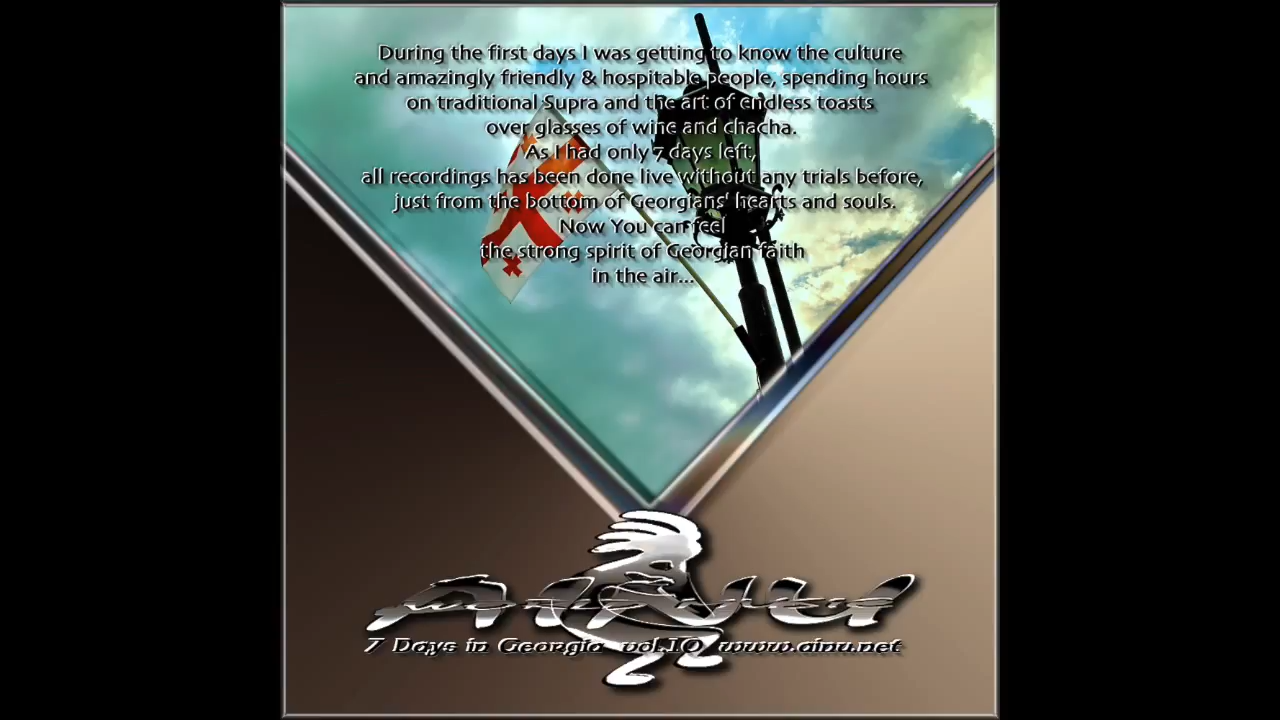 During the first days I was getting to know the culture
and amazingly friendly & hospitable people, spending hours
on traditional Supra and the art of endless toasts
over glasses of wine and chacha.
As I had only 7 days left,
all recordings has been done live without any trials before,
just from the bottom of Georgians' hearts and souls.
Now You can feel
the strong spirit of Georgian faith
in the air...
AINU
WORLD MUSIC
7 Days in Georgia vol.10 www.ainu.net